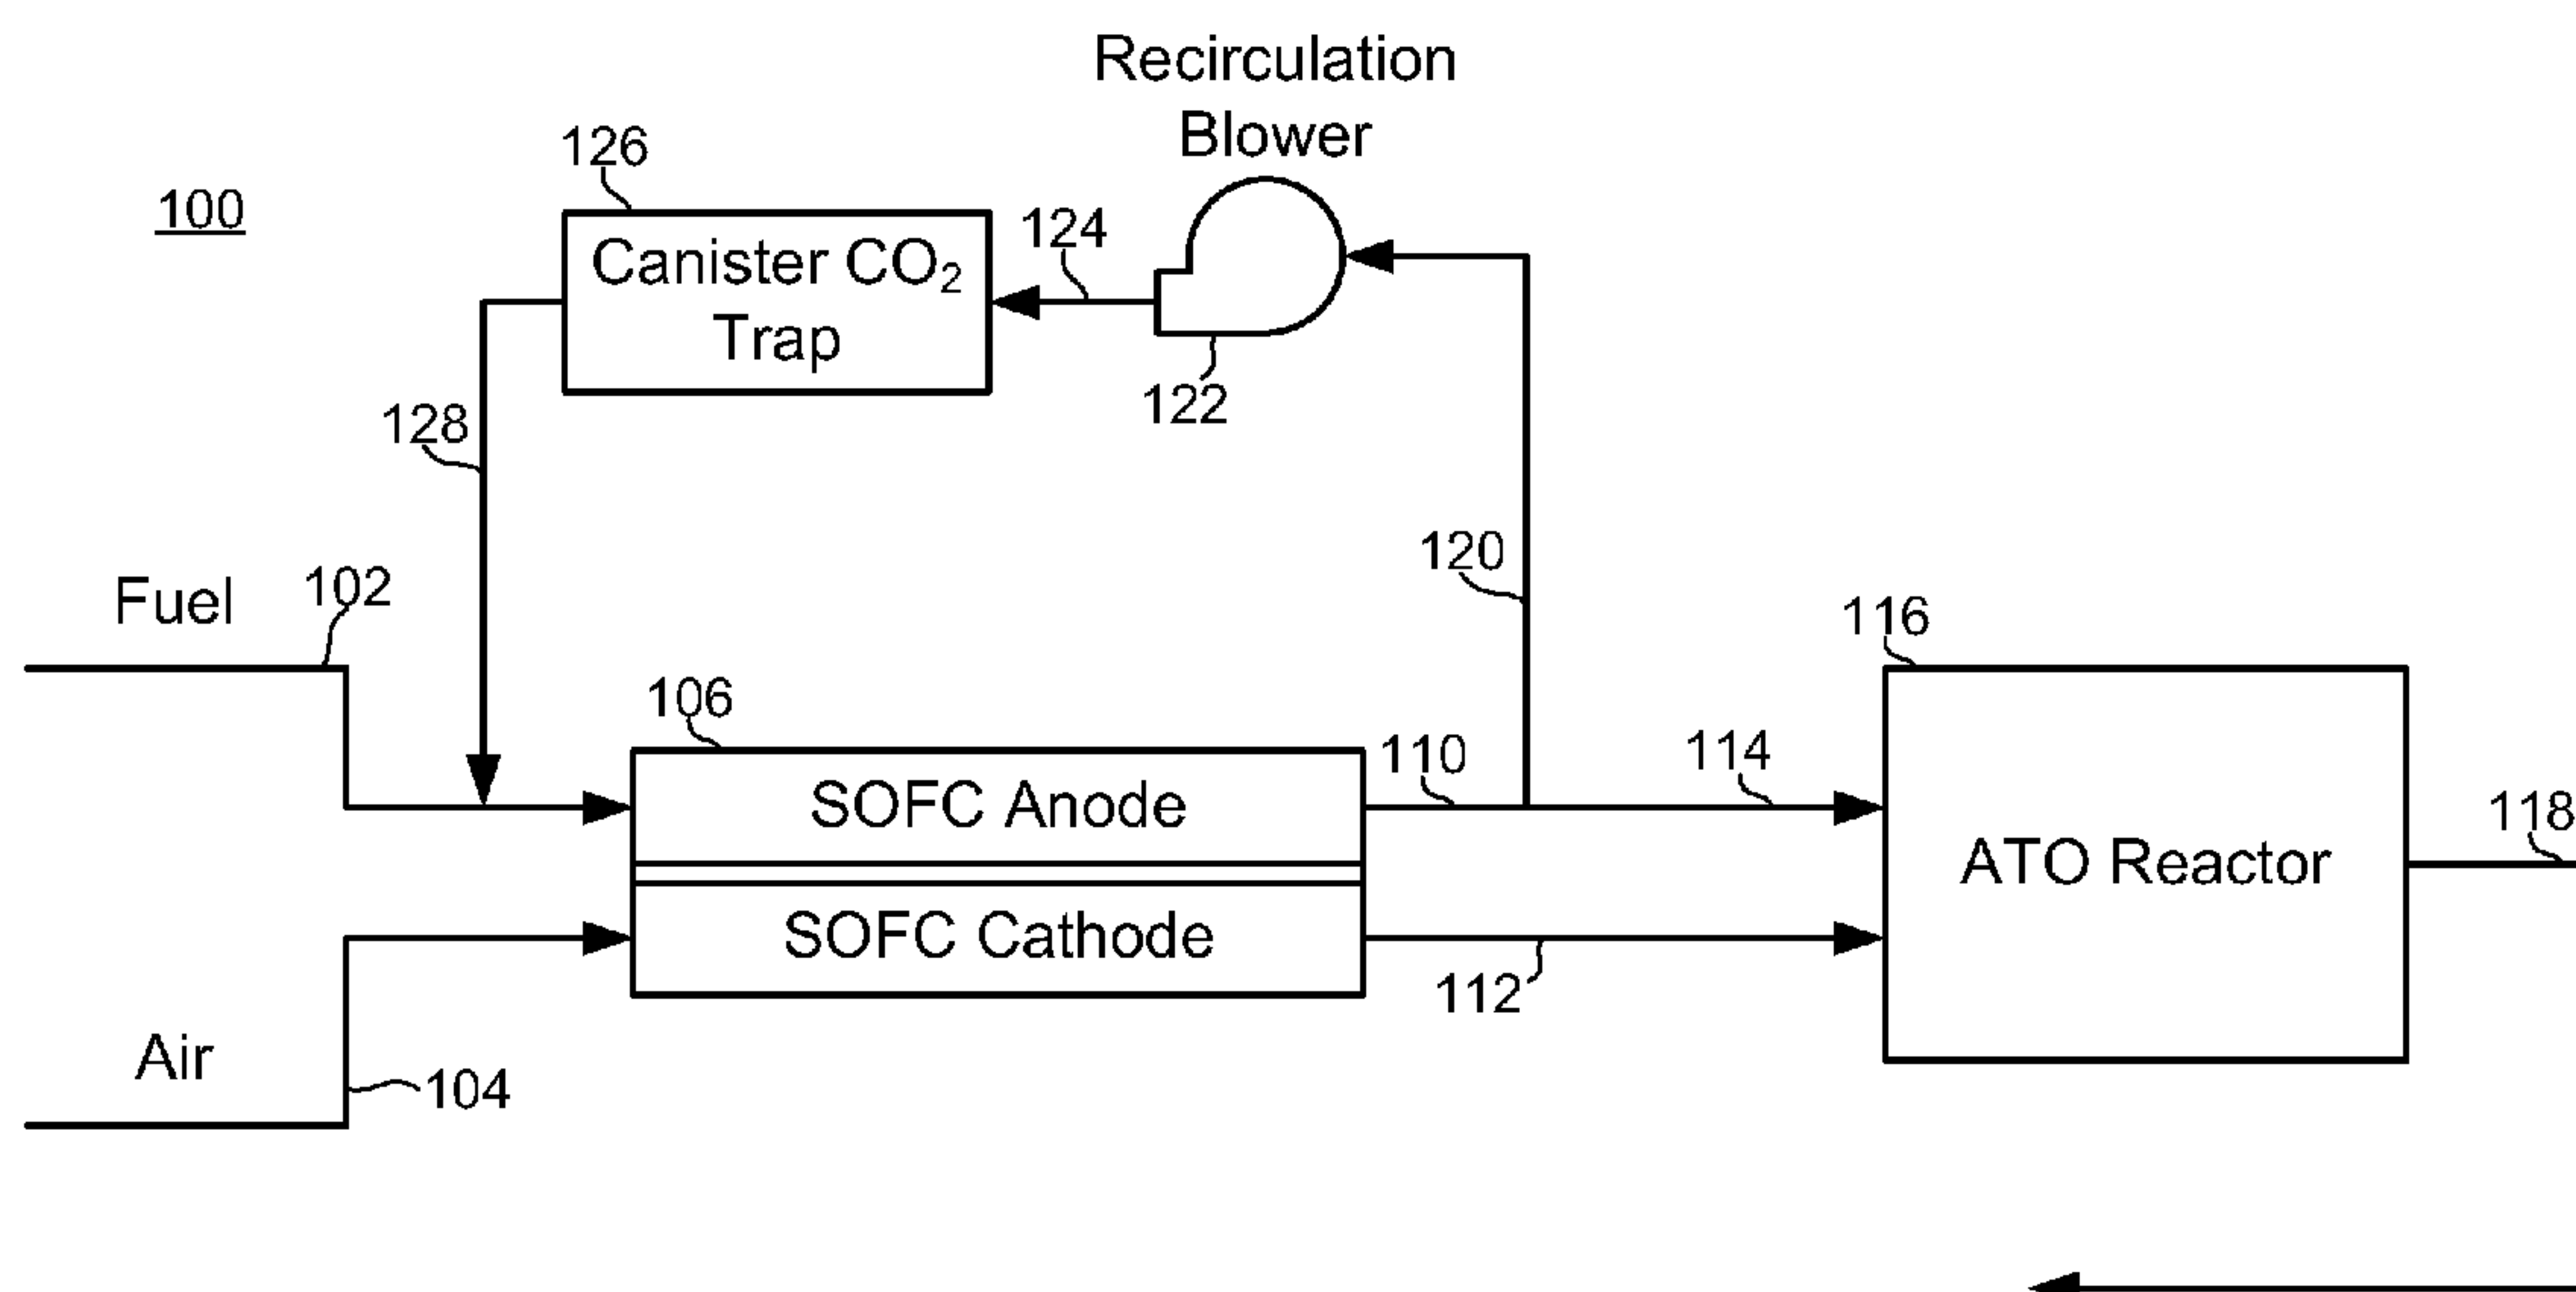 Recirculation
Blower
126
100
124
Canister CO₂
Trap
122
128
120
Fuel
102
116
106
110
114
SOFC Anode
118
ATO Reactor
SOFC Cathode
112
Air
104